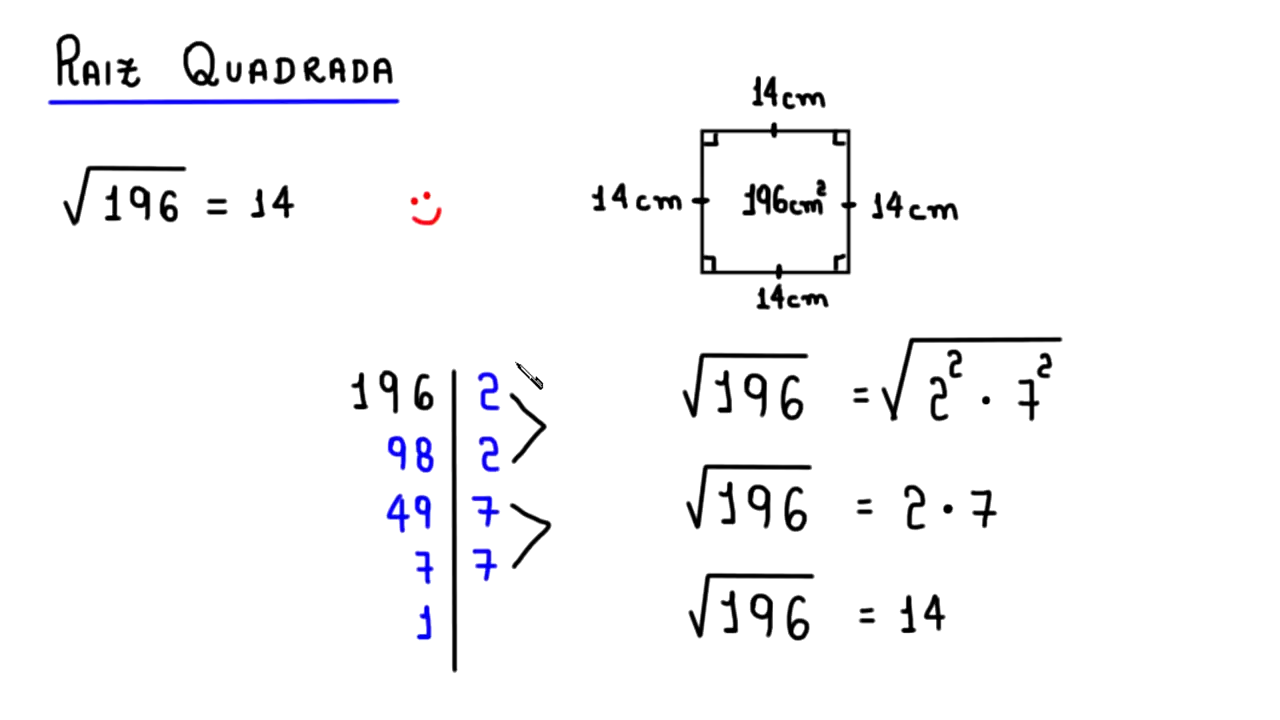 RAIZ QUADRADA
√196 = 14
14cm
14cm
196cm²
14cm
14cm
196 | 2
98 | 2
49 | 7
7 | 7
1 |
√196 = √2² · 7²
√196 = 2 · 7
√196 = 14